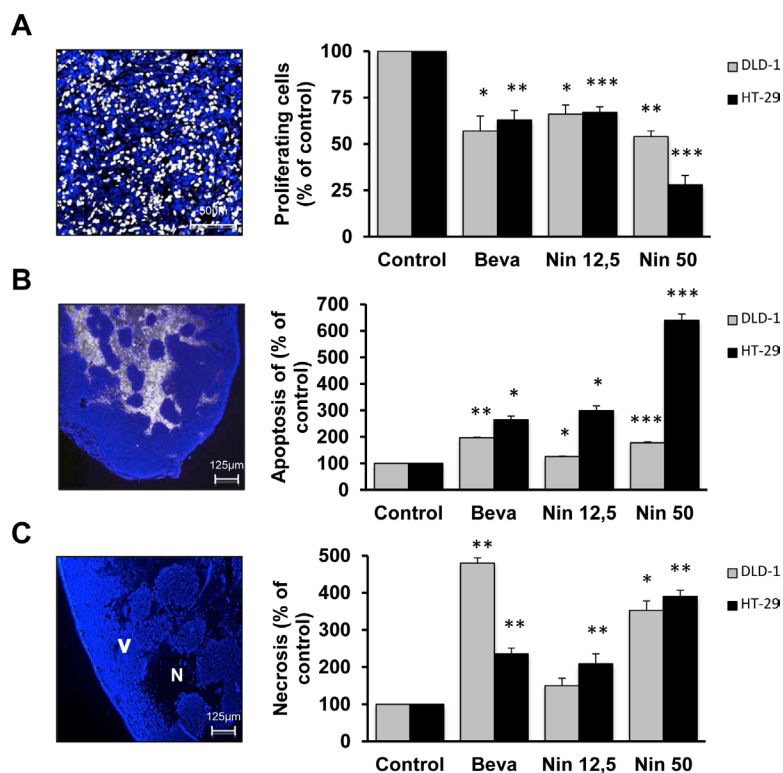 A
500m
Proliferating cells
(% of control)
100
75
50
25
0
* ** * *** ** ***
DLD-1
HT-29
Control Beva Nin 12,5 Nin 50
B
125µm
Apoptosis of (% of
control)
700
600
500
400
300
200
100
0
** * * * *** ***
DLD-1
HT-29
Control Beva Nin 12,5 Nin 50
C
V
N
125µm
Necrosis (% of
control)
500
400
300
200
100
0
** ** ** * **
DLD-1
HT-29
Control Beva Nin 12,5 Nin 50